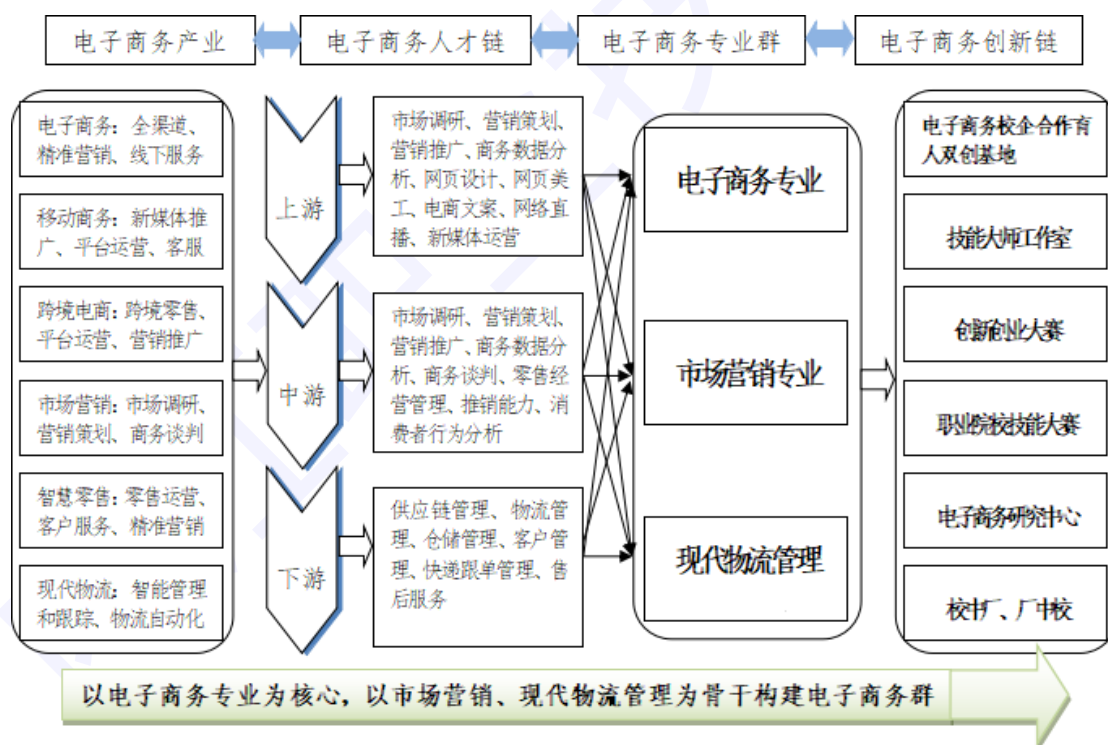 电子商务产业
电子商务人才链
电子商务专业群
电子商务创新链
电子商务：全渠道、
精准营销、线下服务
移动商务：新媒体推
广、平台运营、客服
跨境电商：跨境零售、
平台运营、营销推广
市场营销：市场调研、
营销策划、商务谈判
智慧零售：零售运营、
客户服务、精准营销
现代物流：智能管理
和跟踪、物流自动化
上游
中游
下游
市场调研、营销策划、
营销推广、商务数据分
析、网页设计、网页美
工、电商文案、网络直
播、新媒体运营
市场调研、营销策划、
营销推广、商务数据分
析、商务谈判、零售经
营管理、推销能力、消
费者行为分析
供应链管理、物流管
理、仓储管理、客户管
理、快递跟单管理、售
后服务
电子商务专业
市场营销专业
现代物流管理
电子商务校企合作育
人双创基地
技能大师工作室
创新创业大赛
职业院校技能大赛
电子商务研究中心
校中厂、厂中校
以电子商务专业为核心，以市场营销、现代物流管理为骨干构建电子商务群